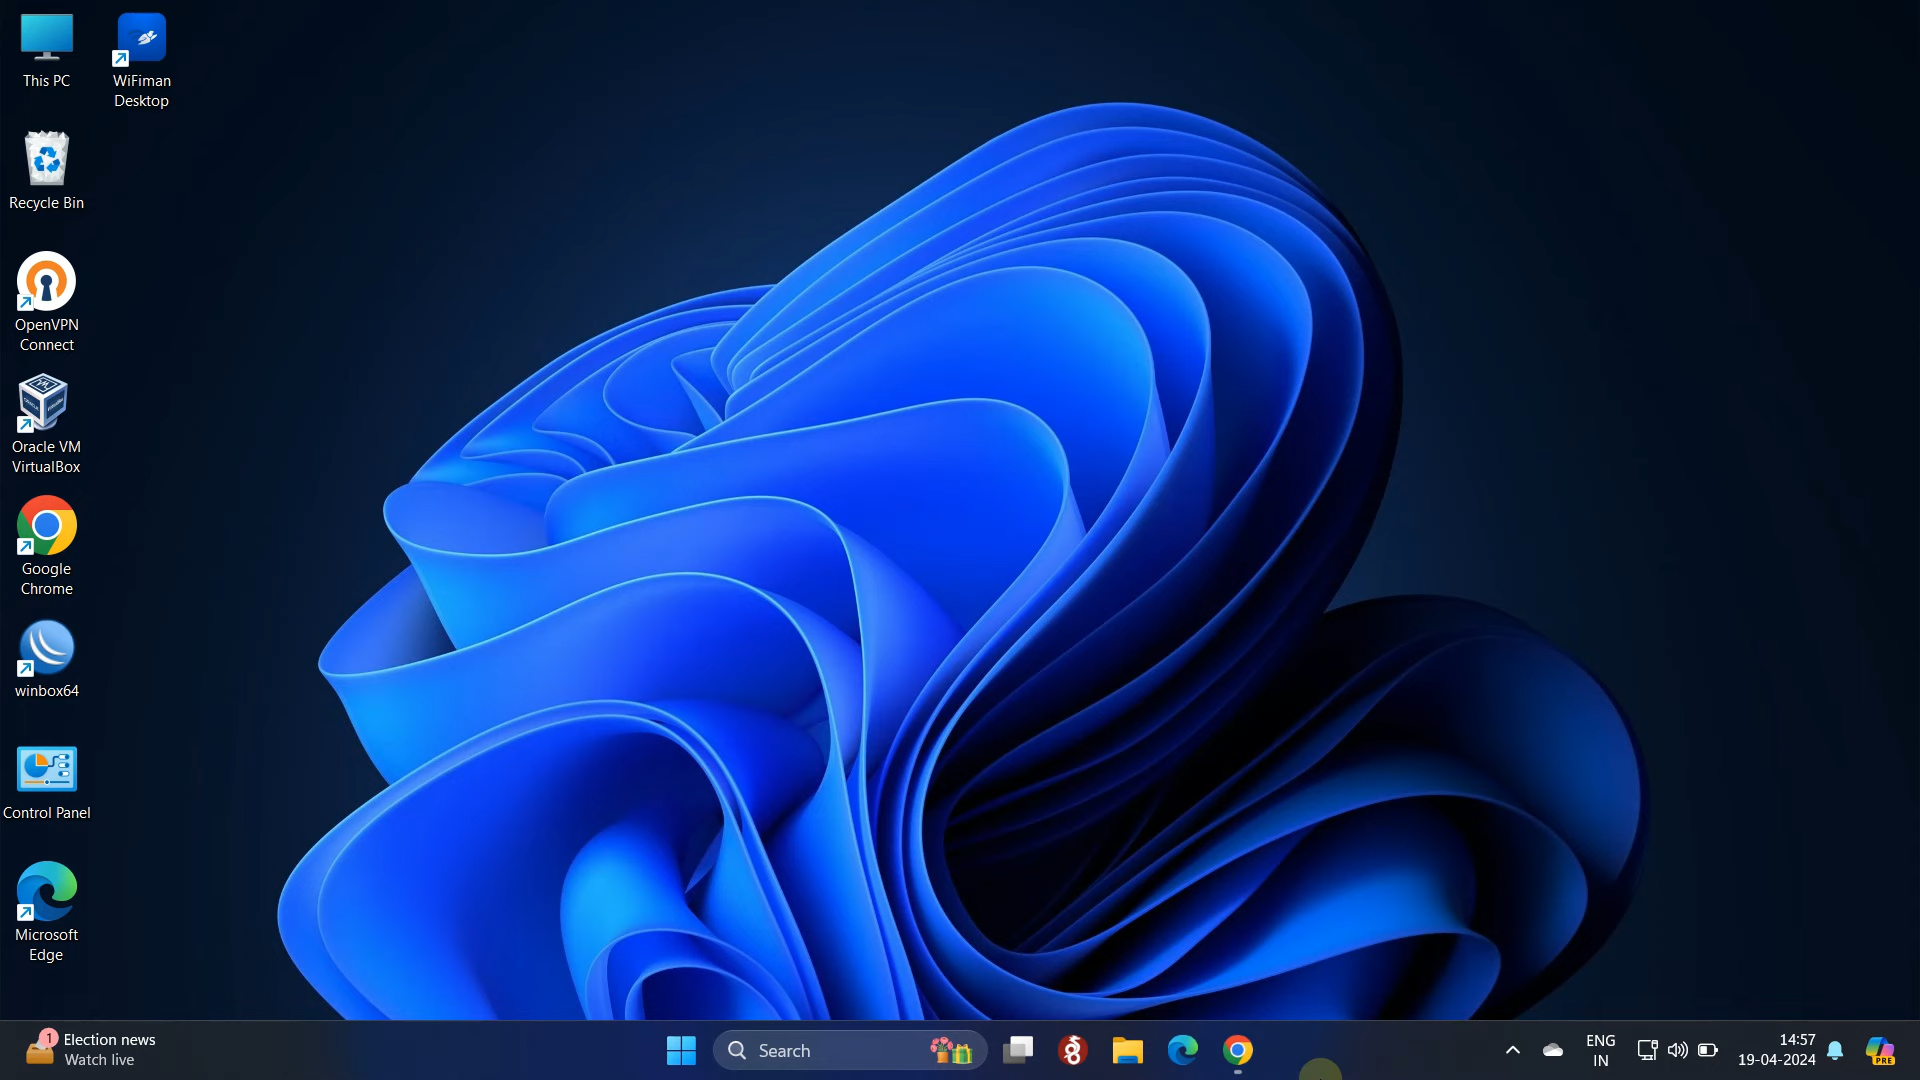 This PC
WiFiman
Desktop
Recycle Bin
OpenVPN
Connect
Oracle VM
VirtualBox
Google
Chrome
winbox64
Control Panel
Microsoft
Edge
1
Election news
Watch live
Search
ENG
IN
14:57
19-04-2024
PRE